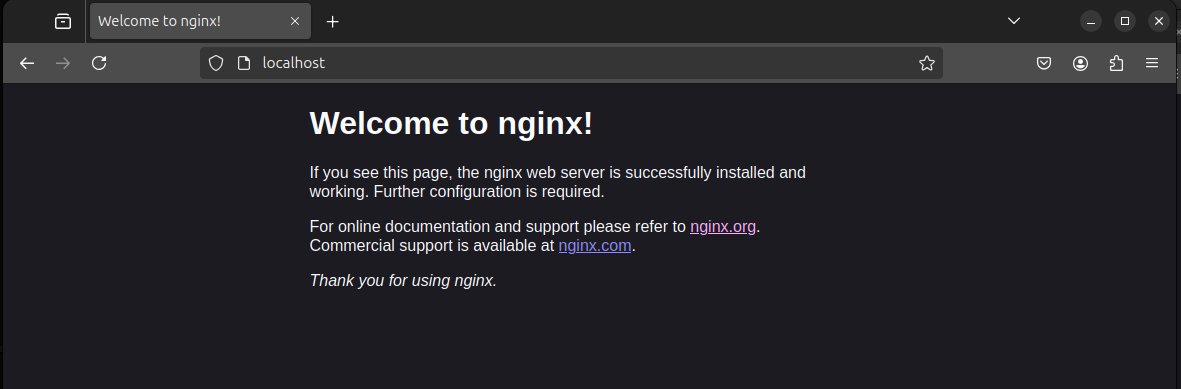 Welcome to nginx!
localhost
Welcome to nginx!
If you see this page, the nginx web server is successfully installed and
working. Further configuration is required.
For online documentation and support please refer to nginx.org.
Commercial support is available at nginx.com.
Thank you for using nginx.